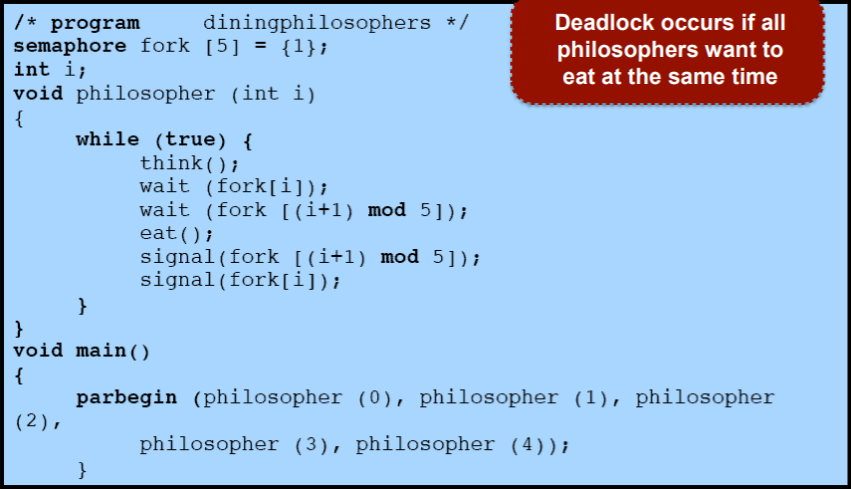 /* program     diningphilosophers */
semaphore fork [5] = {1};
int i;
void philosopher (int i)
{
     while (true) {
          think();
          wait (fork[i]);
          wait (fork [(i+1) mod 5]);
          eat();
          signal(fork [(i+1) mod 5]);
          signal(fork[i]);
     }
}
void main()
{
     parbegin (philosopher (0), philosopher (1), philosopher
(2),
          philosopher (3), philosopher (4));
     }
Deadlock occurs if all
philosophers want to
eat at the same time